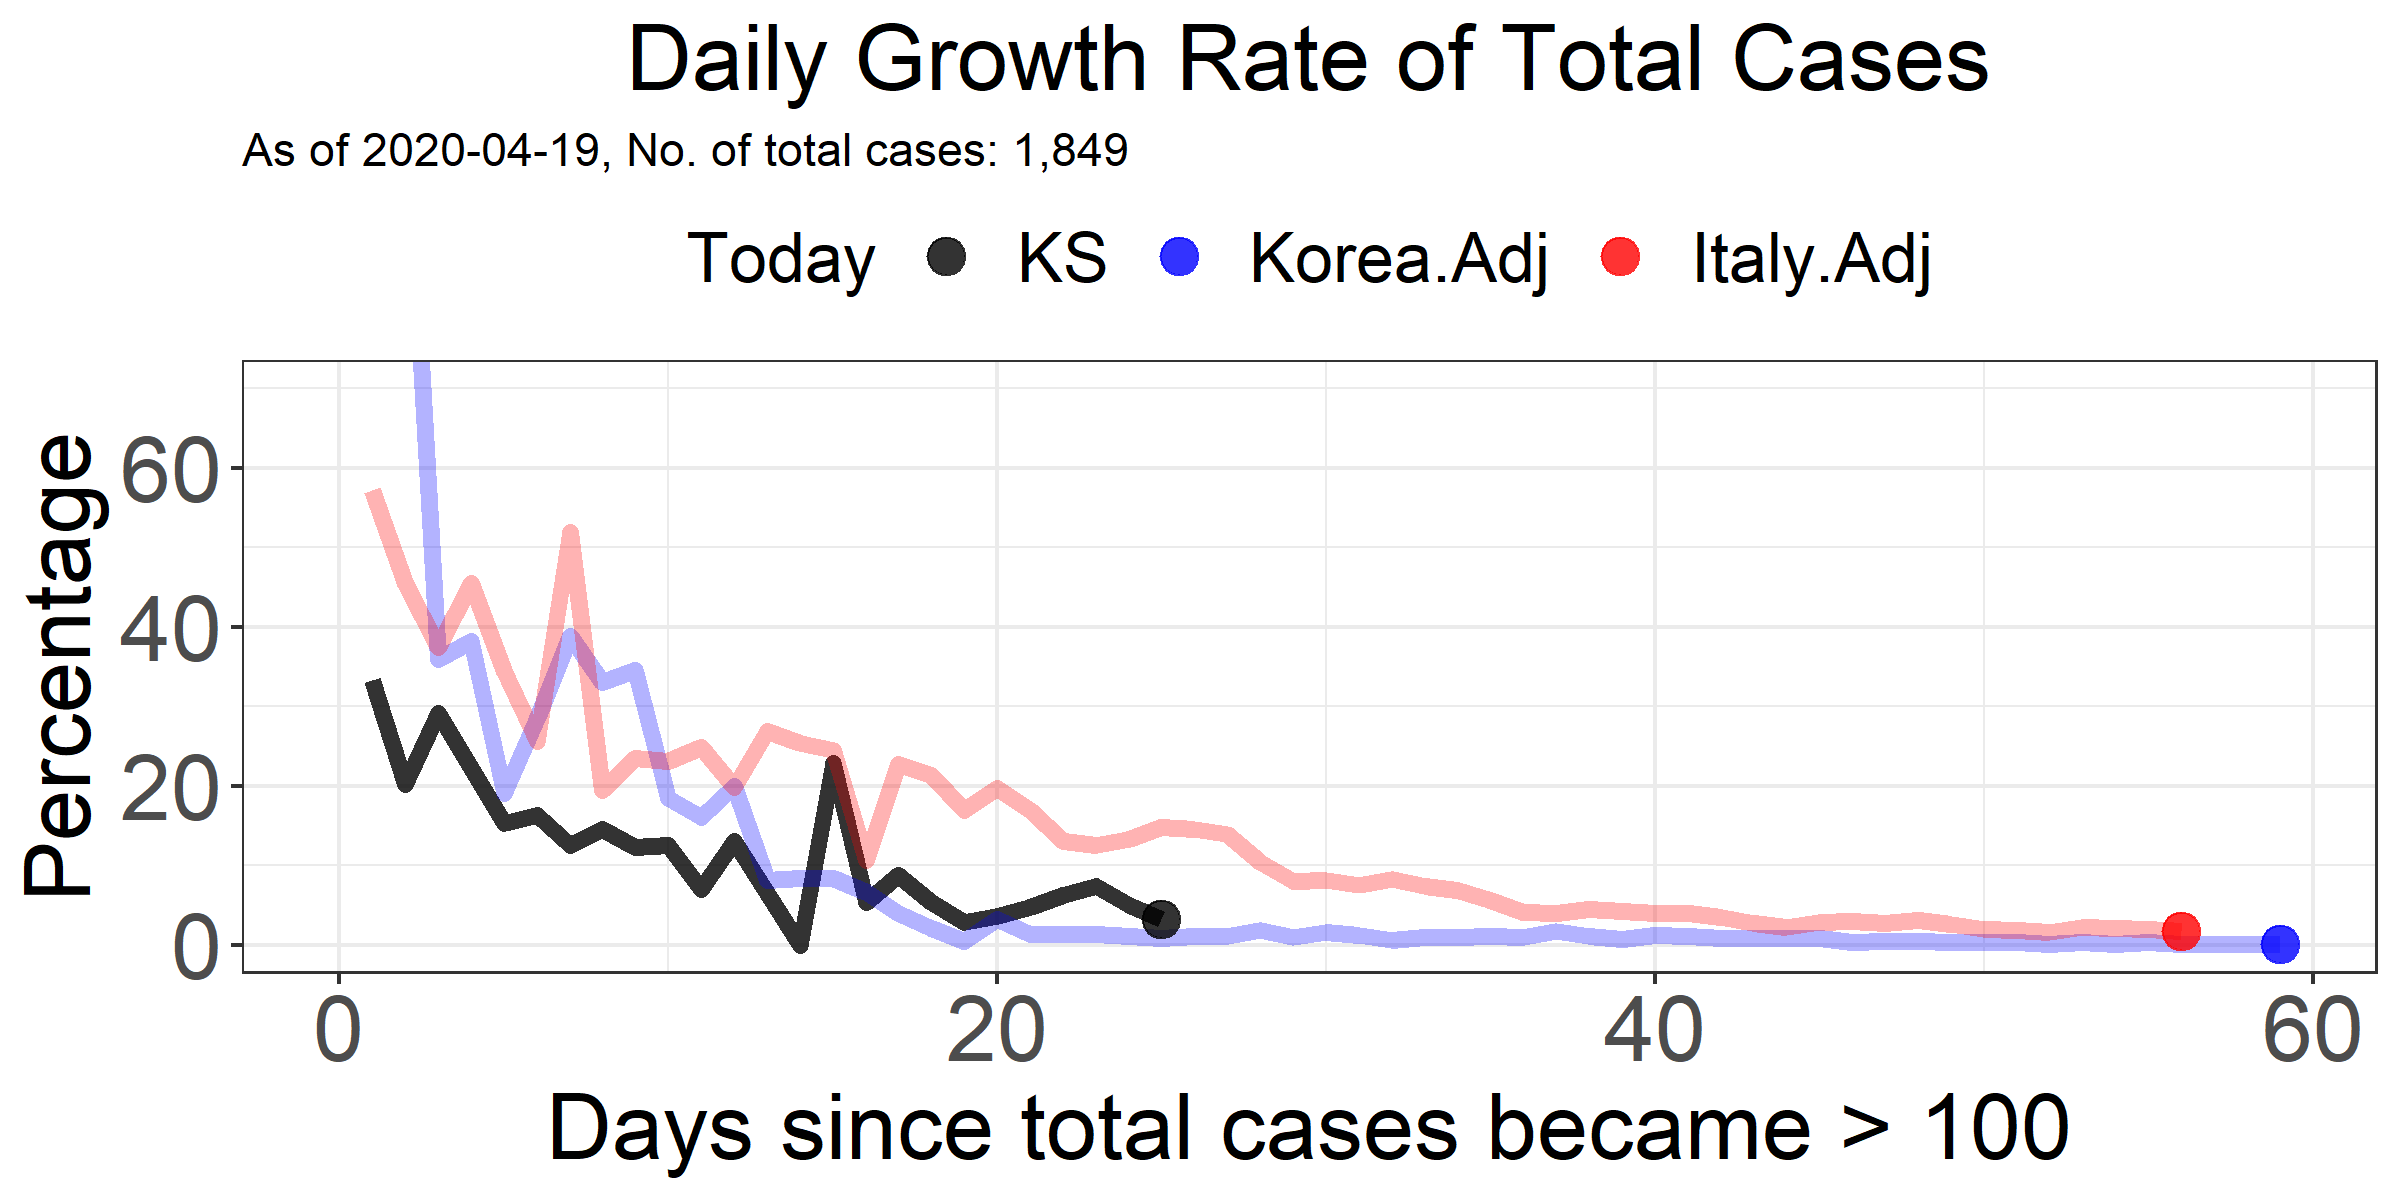 Daily Growth Rate of Total Cases
As of 2020-04-19, No. of total cases: 1,849
Today KS Korea.Adj Italy.Adj
Percentage
60
40
20
0
0 20 40 60
Days since total cases became > 100